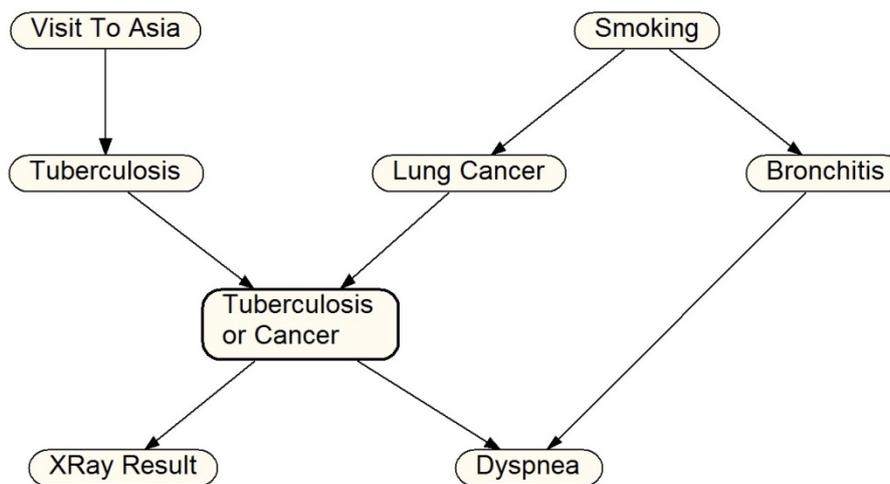 Visit To Asia
Smoking
Tuberculosis
Lung Cancer
Bronchitis
Tuberculosis
or Cancer
XRay Result
Dyspnea